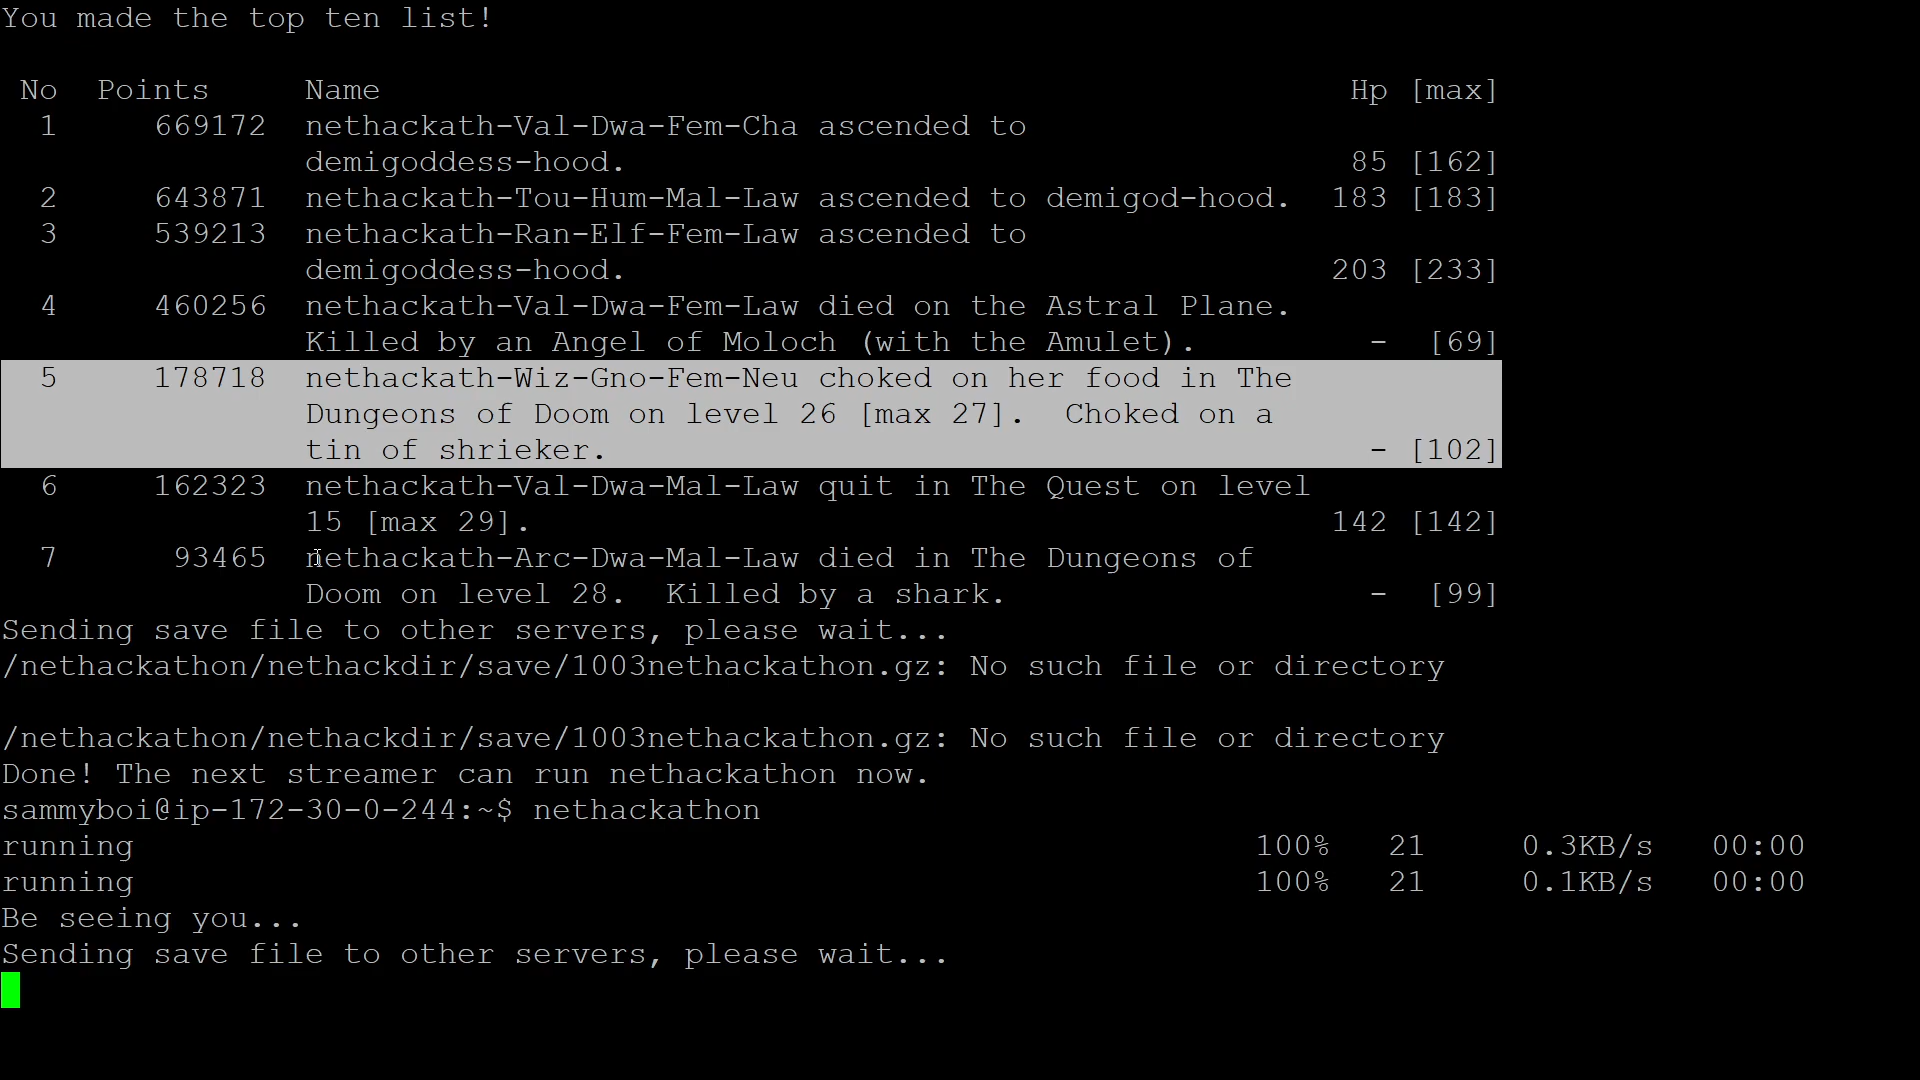 You made the top ten list!
No  Points  Name  Hp [max]
1  669172  nethackath-Val-Dwa-Fem-Cha ascended to
demigoddess-hood.  85 [162]
2  643871  nethackath-Tou-Hum-Mal-Law ascended to demigod-hood.  183 [183]
3  539213  nethackath-Ran-Elf-Fem-Law ascended to
demigoddess-hood.  203 [233]
4  460256  nethackath-Val-Dwa-Fem-Law died on the Astral Plane.
Killed by an Angel of Moloch (with the Amulet).  -  [69]
5  178718  nethackath-Wiz-Gno-Fem-Neu choked on her food in The
Dungeons of Doom on level 26 [max 27].  Choked on a
tin of shrieker.  - [102]
6  162323  nethackath-Val-Dwa-Mal-Law quit in The Quest on level
15 [max 29].  142 [142]
7  93465  nethackath-Arc-Dwa-Mal-Law died in The Dungeons of
Doom on level 28.  Killed by a shark.  -  [99]
Sending save file to other servers, please wait...
/nethackathon/nethackdir/save/1003nethackathon.gz: No such file or directory
/nethackathon/nethackdir/save/1003nethackathon.gz: No such file or directory
Done! The next streamer can run nethackathon now.
sammyboi@ip-172-30-0-244:~$ nethackathon
running  100%  21  0.3KB/s  00:00
running  100%  21  0.1KB/s  00:00
Be seeing you...
Sending save file to other servers, please wait...